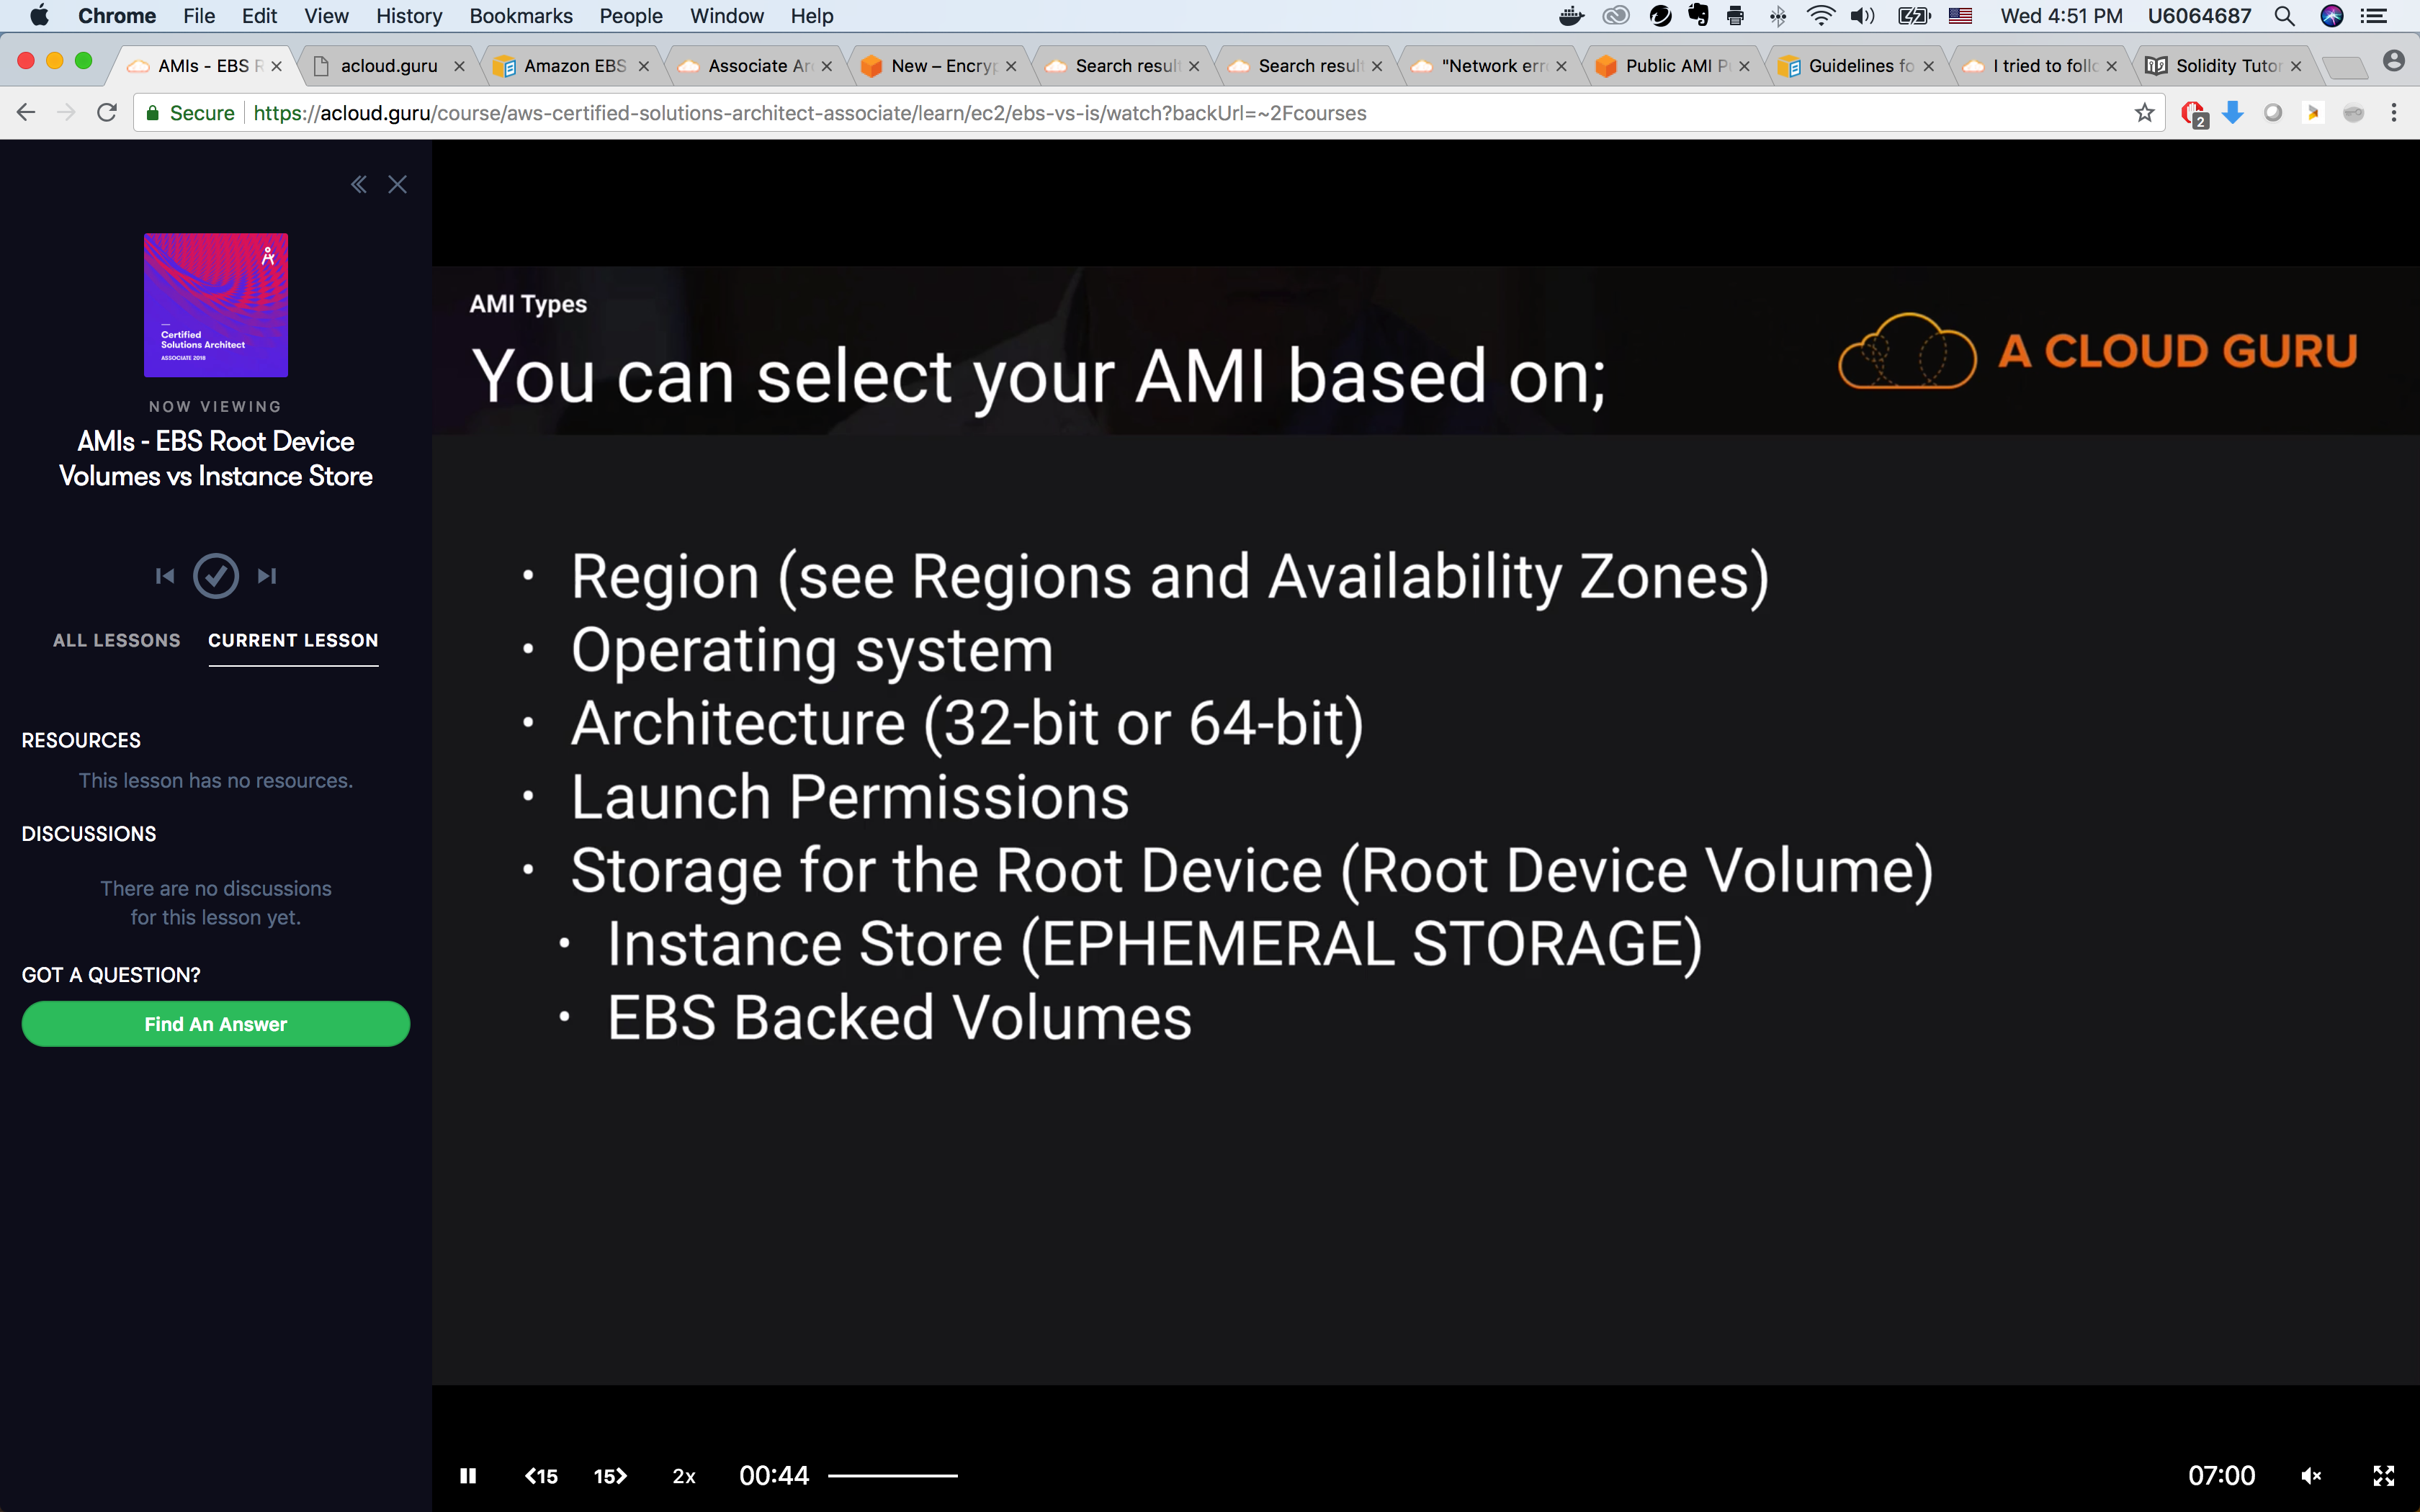 Chrome File Edit View History Bookmarks People Window Help Wed 4:51 PM U6064687
AMIs - EBS R acloud.guru Amazon EBS Associate Ar New – Encryp Search result Search result "Network erro Public AMI P Guidelines fo I tried to follo Solidity Tutor
Secure https://acloud.guru/course/aws-certified-solutions-architect-associate/learn/ec2/ebs-vs-is/watch?backUrl=~2Fcourses
2
Certified
Solutions Architect
ASSOCIATE 2018
NOW VIEWING
AMIs - EBS Root Device
Volumes vs Instance Store
ALL LESSONS CURRENT LESSON
RESOURCES
This lesson has no resources.
DISCUSSIONS
There are no discussions
for this lesson yet.
GOT A QUESTION?
Find An Answer
AMI Types
You can select your AMI based on;
A CLOUD GURU
• Region (see Regions and Availability Zones)
• Operating system
• Architecture (32-bit or 64-bit)
• Launch Permissions
• Storage for the Root Device (Root Device Volume)
• Instance Store (EPHEMERAL STORAGE)
• EBS Backed Volumes
15 15 2x 00:44 07:00